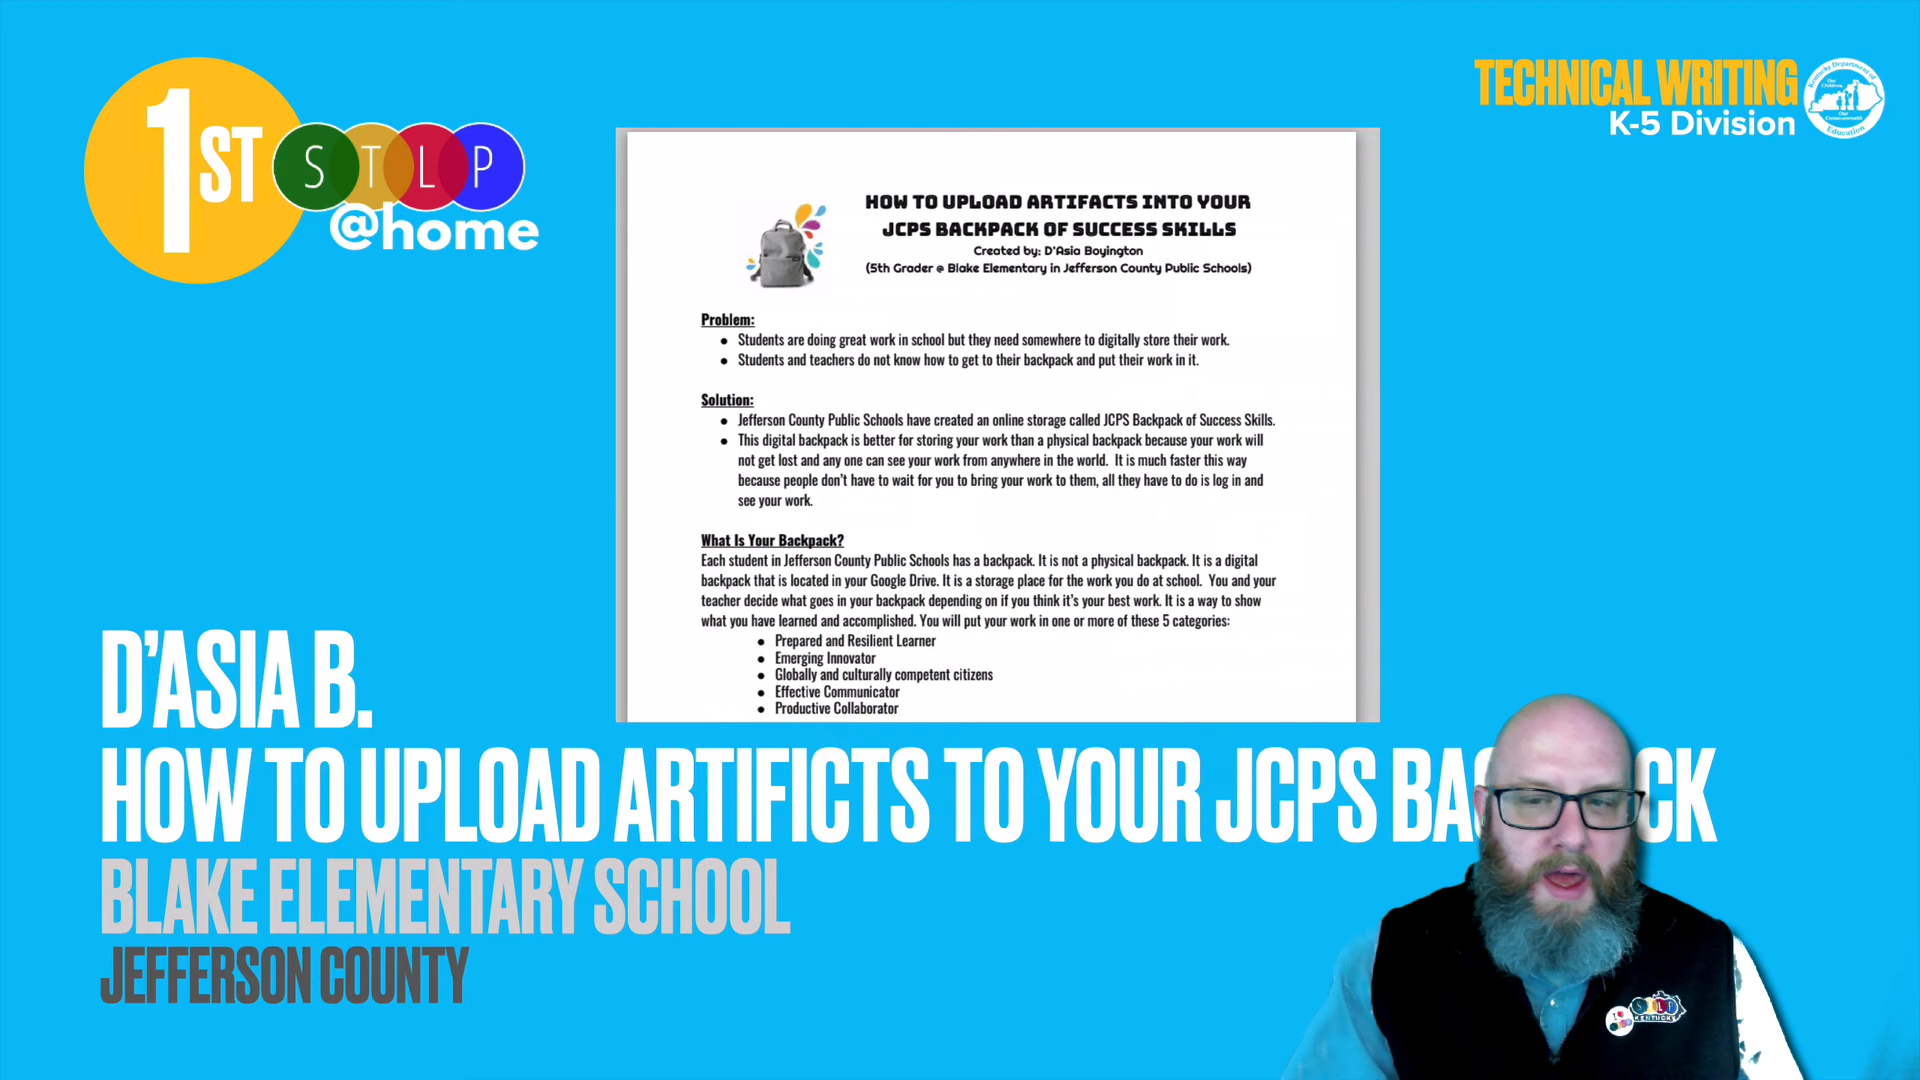 1ST
S T L P
@home
TECHNICAL WRITING
K-5 Division
Kentucky Department of
Our Children,
Our Commonwealth
Education
HOW TO UPLOAD ARTIFACTS INTO YOUR
JCPS BACKPACK OF SUCCESS SKILLS
Created by: D'Asia Boyington
(5th Grader @ Blake Elementary in Jefferson County Public Schools)
Problem:
● Students are doing great work in school but they need somewhere to digitally store their work.
● Students and teachers do not know how to get to their backpack and put their work in it.
Solution:
● Jefferson County Public Schools have created an online storage called JCPS Backpack of Success Skills.
● This digital backpack is better for storing your work than a physical backpack because your work will
not get lost and any one can see your work from anywhere in the world. It is much faster this way
because people don't have to wait for you to bring your work to them, all they have to do is log in and
see your work.
What Is Your Backpack?
Each student in Jefferson County Public Schools has a backpack. It is not a physical backpack. It is a digital
backpack that is located in your Google Drive. It is a storage place for the work you do at school. You and your
teacher decide what goes in your backpack depending on if you think it's your best work. It is a way to show
what you have learned and accomplished. You will put your work in one or more of these 5 categories:
● Prepared and Resilient Learner
● Emerging Innovator
● Globally and culturally competent citizens
● Effective Communicator
● Productive Collaborator
D'ASIA B.
HOW TO UPLOAD ARTIFICTS TO YOUR JCPS BA CK
BLAKE ELEMENTARY SCHOOL
JEFFERSON COUNTY
STLP
KENTUCKY